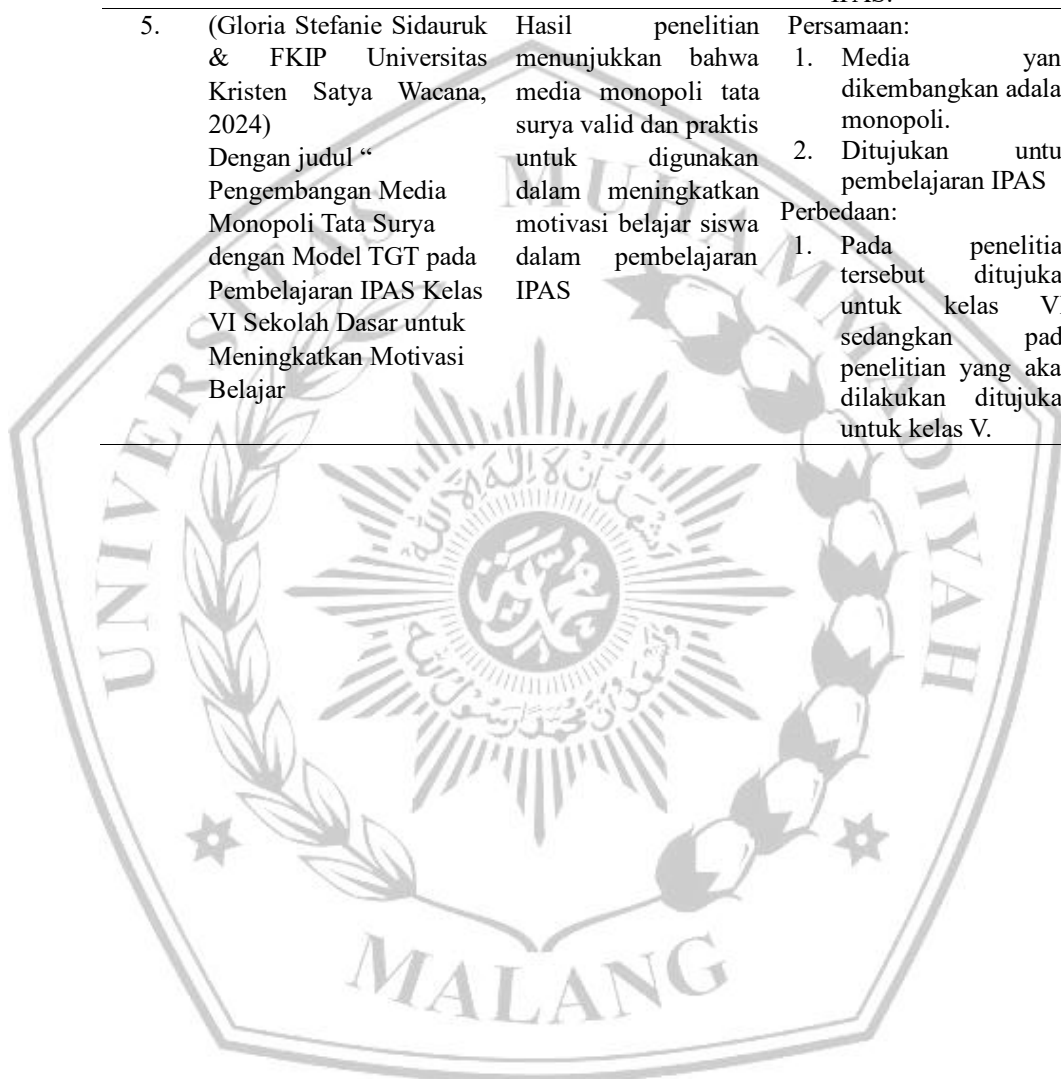 IPAS.
5.
(Gloria Stefanie Sidauruk
& FKIP Universitas
Kristen Satya Wacana,
2024)
Dengan judul “
Pengembangan Media
Monopoli Tata Surya
dengan Model TGT pada
Pembelajaran IPAS Kelas
VI Sekolah Dasar untuk
Meningkatkan Motivasi
Belajar
Hasil penelitian
menunjukkan bahwa
media monopoli tata
surya valid dan praktis
untuk digunakan
dalam meningkatkan
motivasi belajar siswa
dalam pembelajaran
IPAS
Persamaan:
1. Media yan
dikembangkan adala
monopoli.
2. Ditujukan untu
pembelajaran IPAS
Perbedaan:
1. Pada penelitia
tersebut ditujuka
untuk kelas V
sedangkan pad
penelitian yang aka
dilakukan ditujuka
untuk kelas V.
UNIVERSITAS MUHAMMADIYAH
MALANG